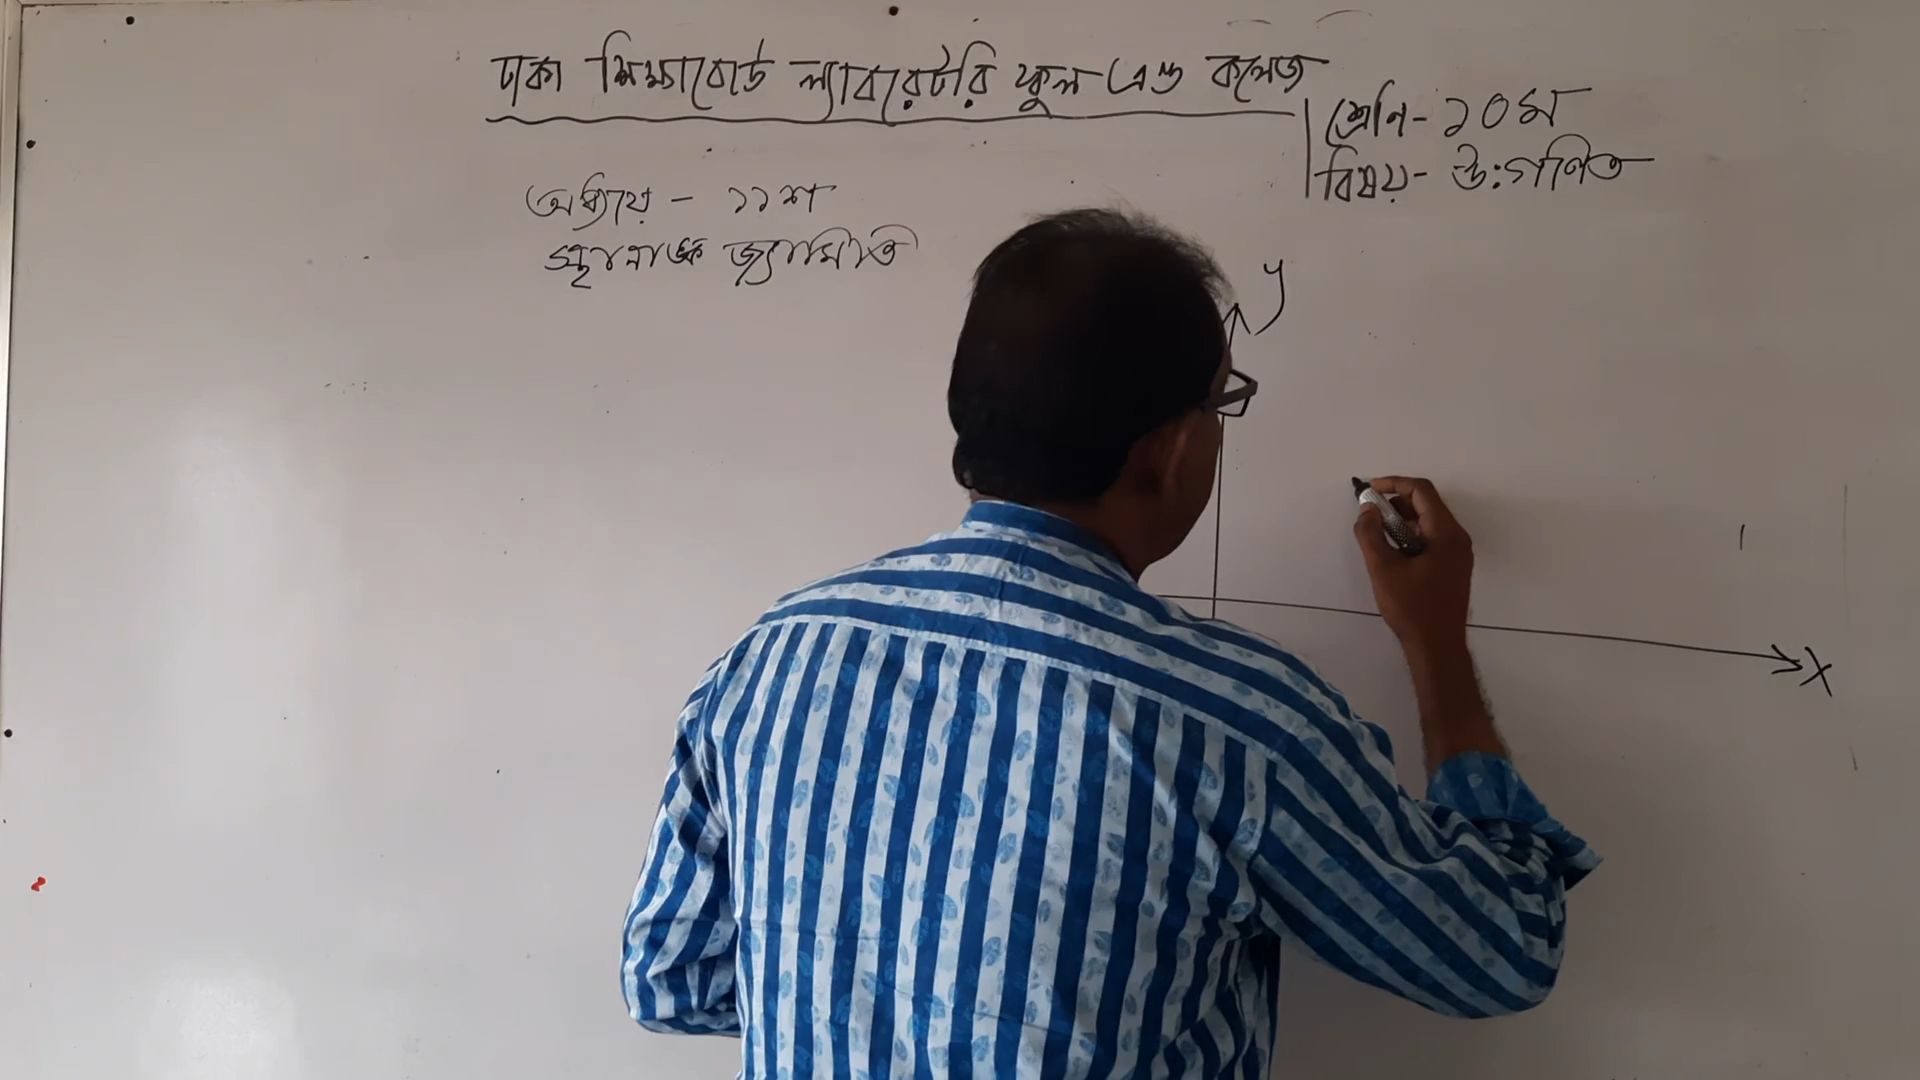 ঢাকা শিক্ষাবোর্ড ল্যাবরেটরি স্কুল এন্ড কলেজ
শ্রেনি- ১০ম
বিষয়- উ:গণিত
অধ্যায় - ১১শ
স্থানাঙ্ক জ্যামিতি
y
X